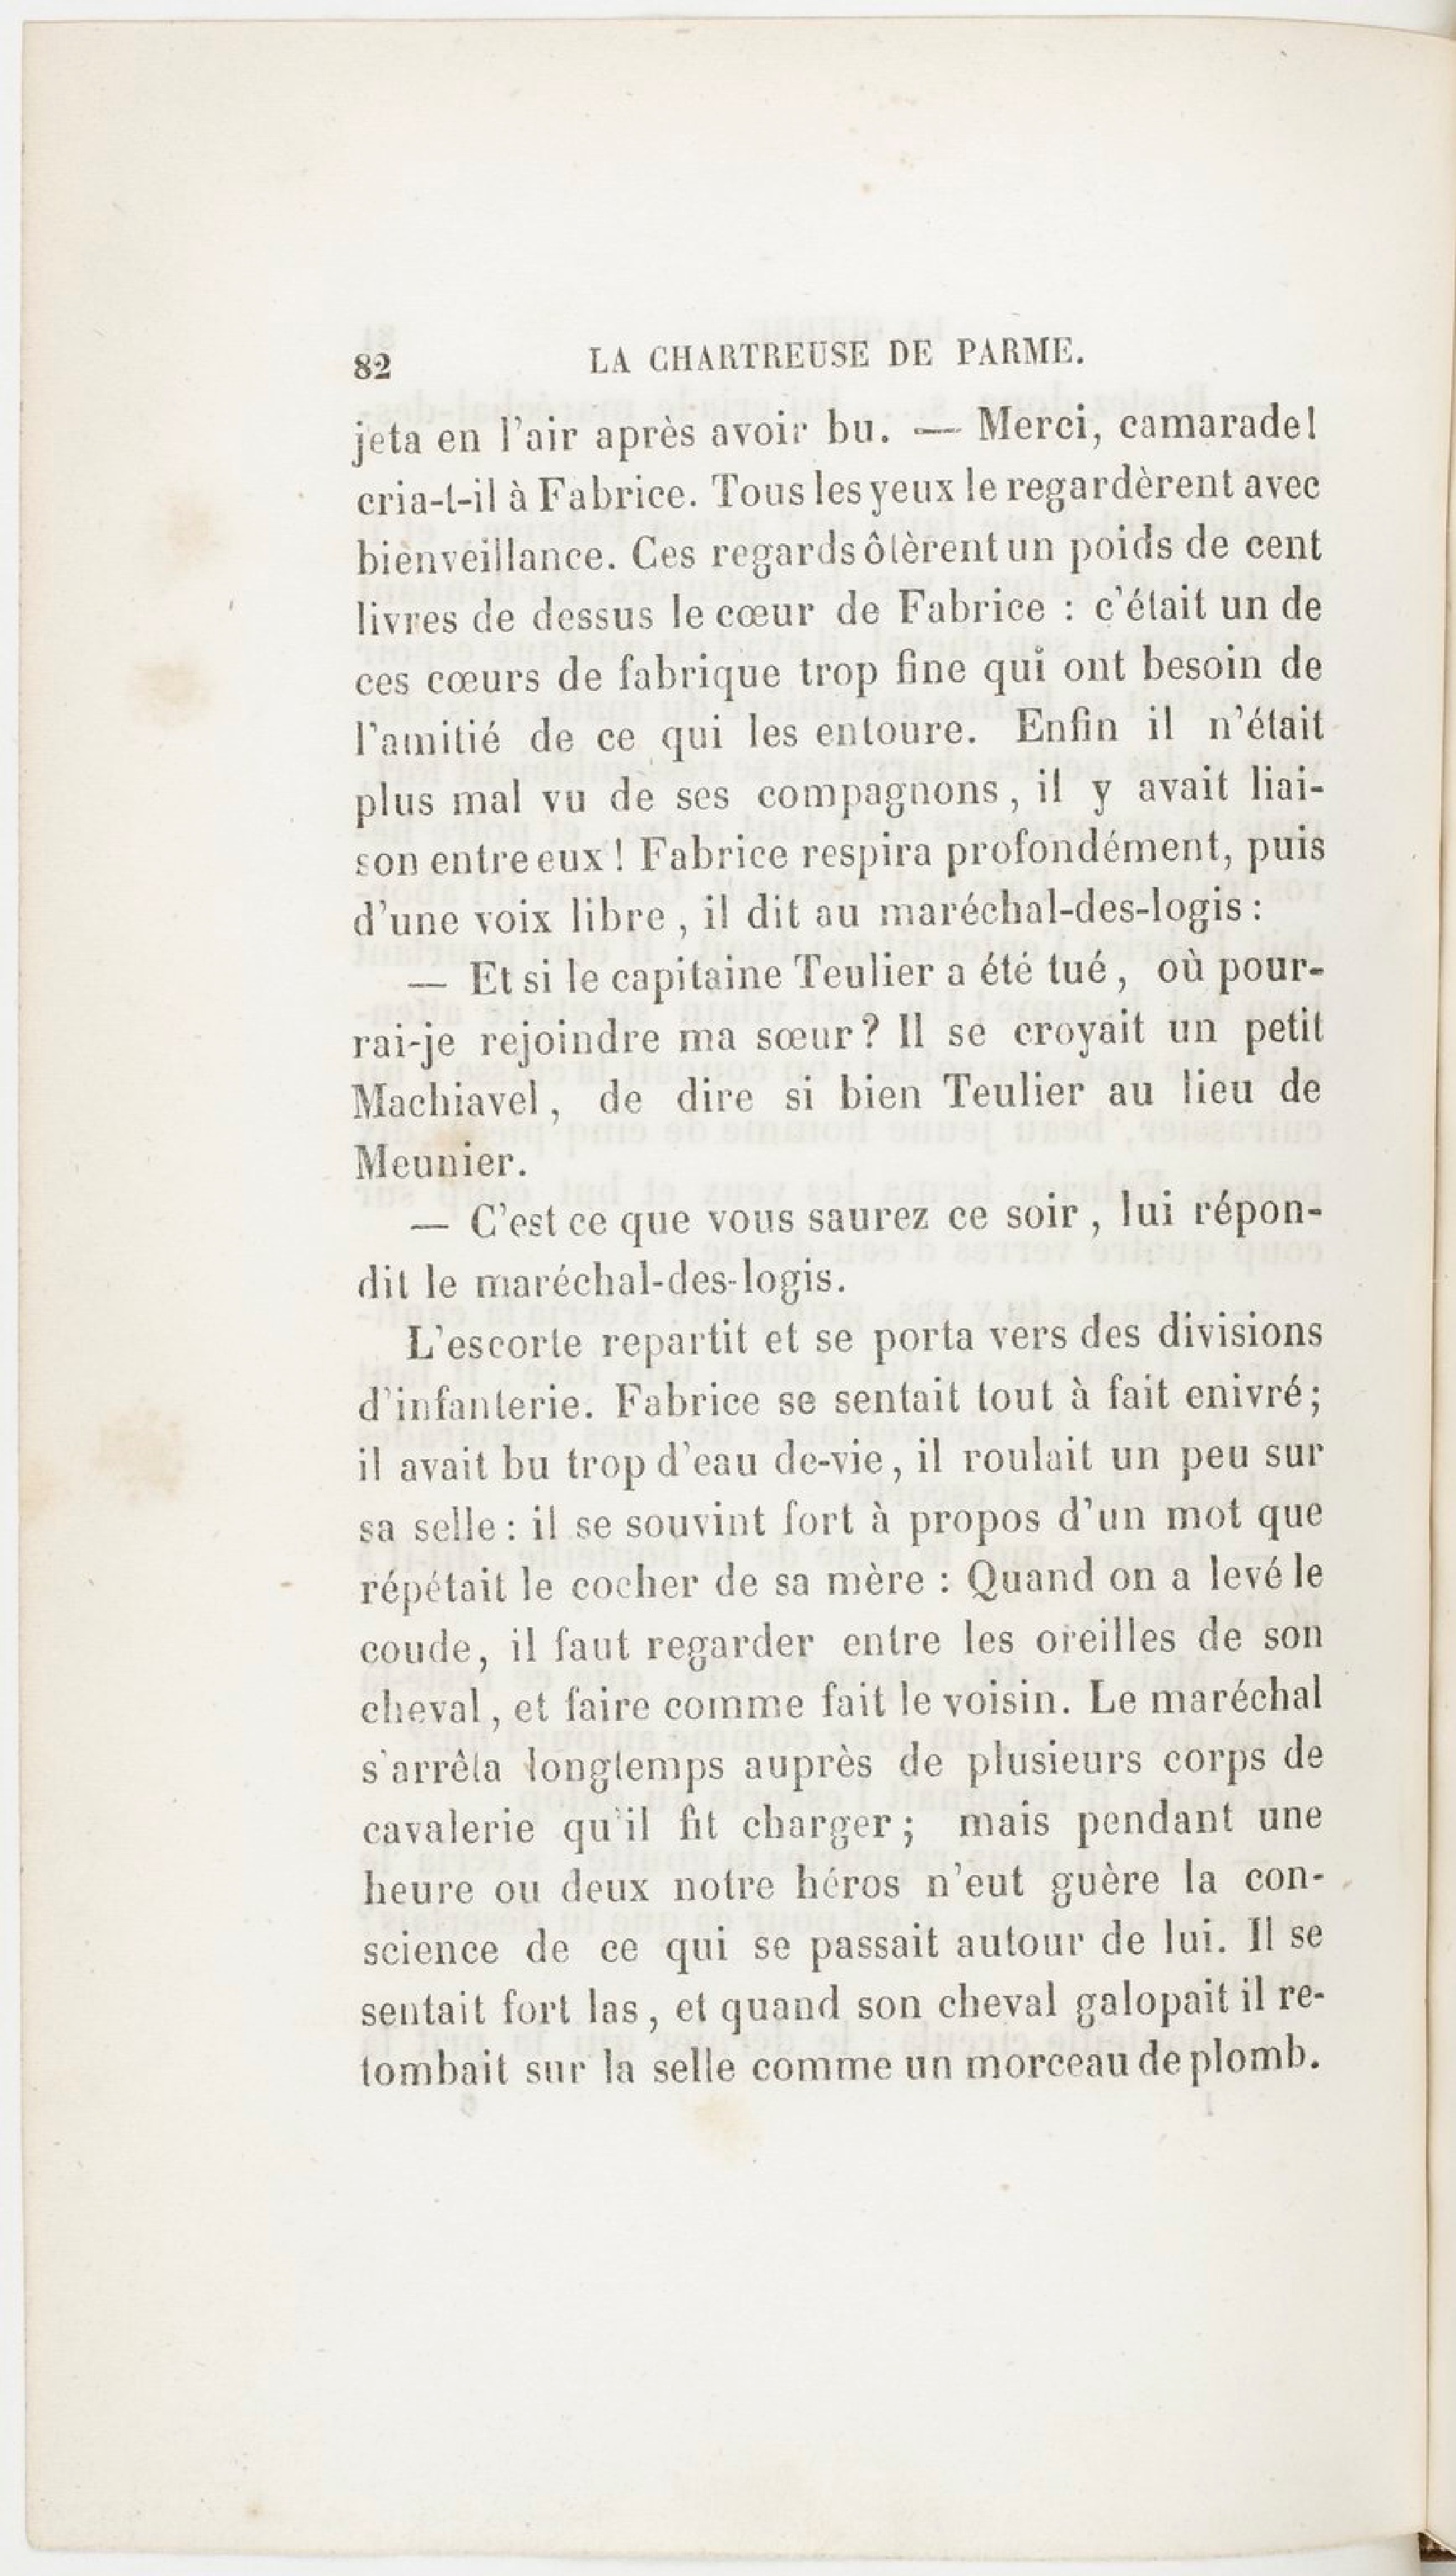 82 LA CHARTREUSE DE PARME.
jeta en l'air après avoir bu. — Merci, camarade!
cria-t-il à Fabrice. Tous les yeux le regardèrent avec
bienveillance. Ces regards ôtèrent un poids de cent
livres de dessus le cœur de Fabrice : c'était un de
ces cœurs de fabrique trop fine qui ont besoin de
l'amitié de ce qui les entoure. Enfin il n'était
plus mal vu de ses compagnons, il y avait liai-
son entre eux ! Fabrice respira profondément, puis
d'une voix libre, il dit au maréchal-des-logis :
— Et si le capitaine Teulier a été tué, où pour-
rai-je rejoindre ma sœur? Il se croyait un petit
Machiavel, de dire si bien Teulier au lieu de
Meunier.
— C'est ce que vous saurez ce soir, lui répon-
dit le maréchal-des-logis.
L'escorte repartit et se porta vers des divisions
d'infanterie. Fabrice se sentait tout à fait enivré;
il avait bu trop d'eau de-vie, il roulait un peu sur
sa selle : il se souvint fort à propos d'un mot que
répétait le cocher de sa mère : Quand on a levé le
coude, il faut regarder entre les oreilles de son
cheval, et faire comme fait le voisin. Le maréchal
s'arrêta longtemps auprès de plusieurs corps de
cavalerie qu'il fit charger; mais pendant une
heure ou deux notre héros n'eut guère la con-
science de ce qui se passait autour de lui. Il se
sentait fort las, et quand son cheval galopait il re-
tombait sur la selle comme un morceau de plomb.